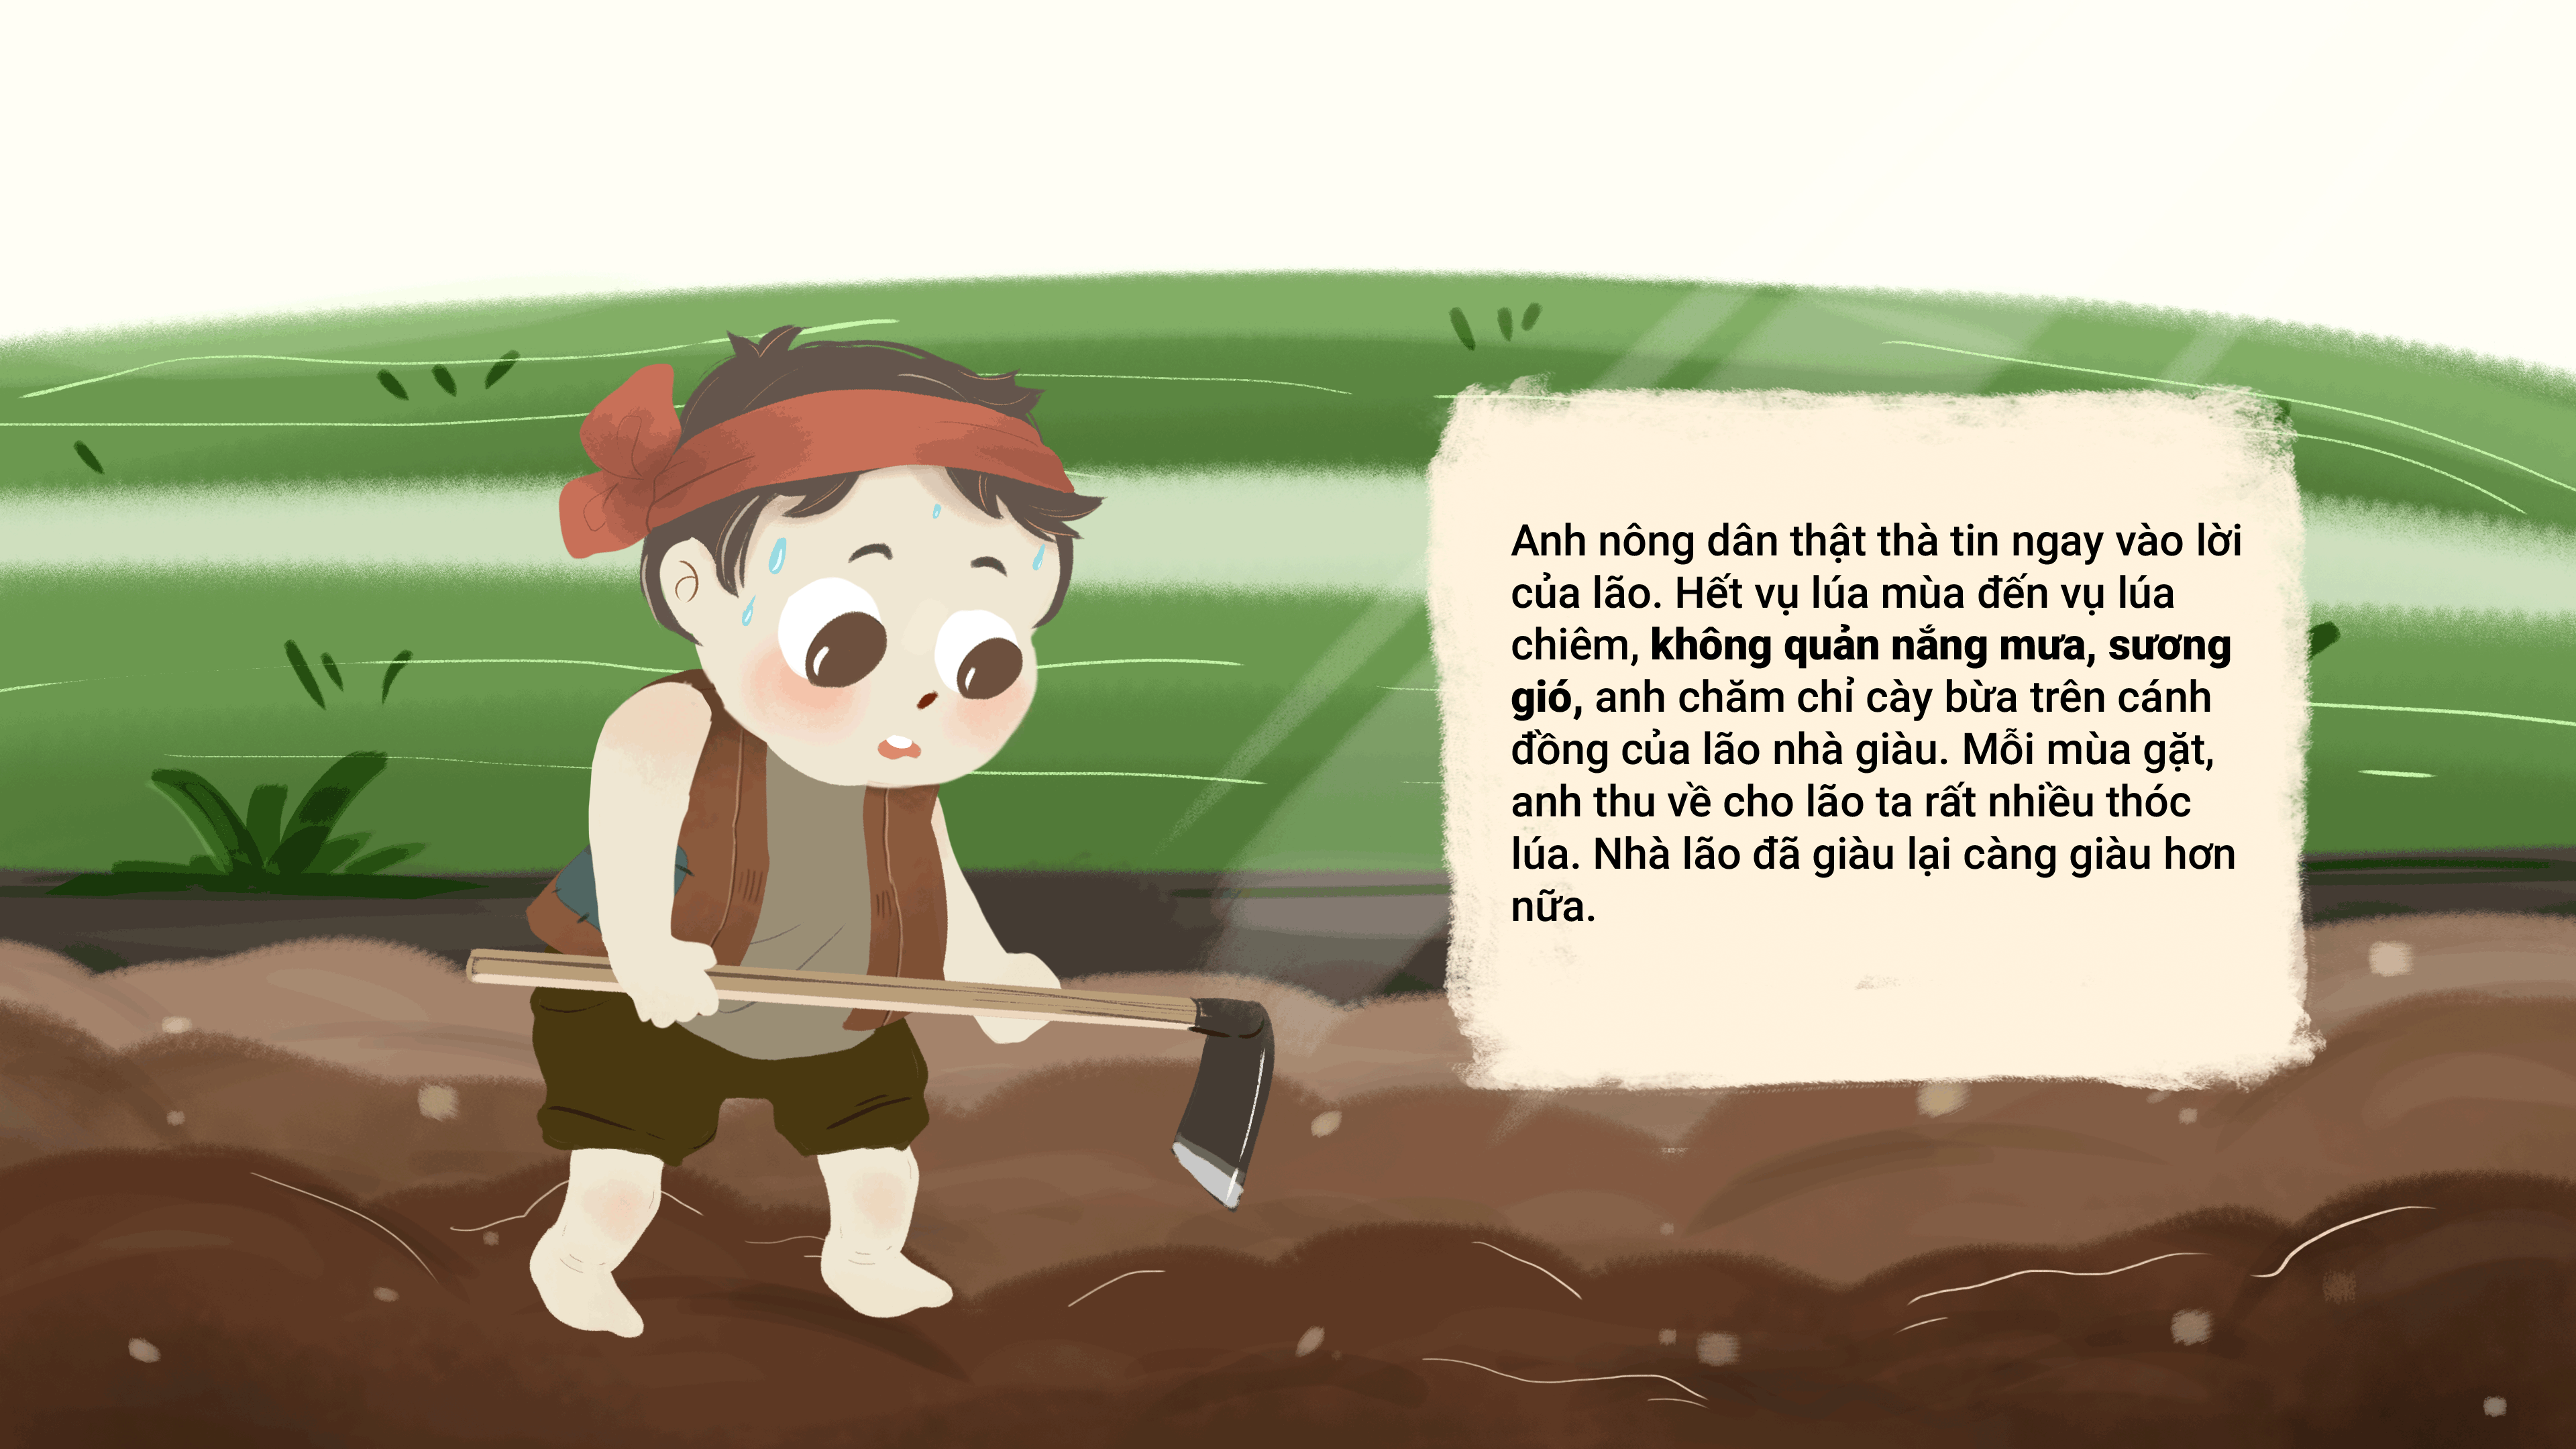 Anh nông dân thật thà tin ngay vào lời
của lão. Hết vụ lúa mùa đến vụ lúa
chiêm, không quản nắng mưa, sương
gió, anh chăm chỉ cày bừa trên cánh
đồng của lão nhà giàu. Mỗi mùa gặt,
anh thu về cho lão ta rất nhiều thóc
lúa. Nhà lão đã giàu lại càng giàu hơn
nữa.